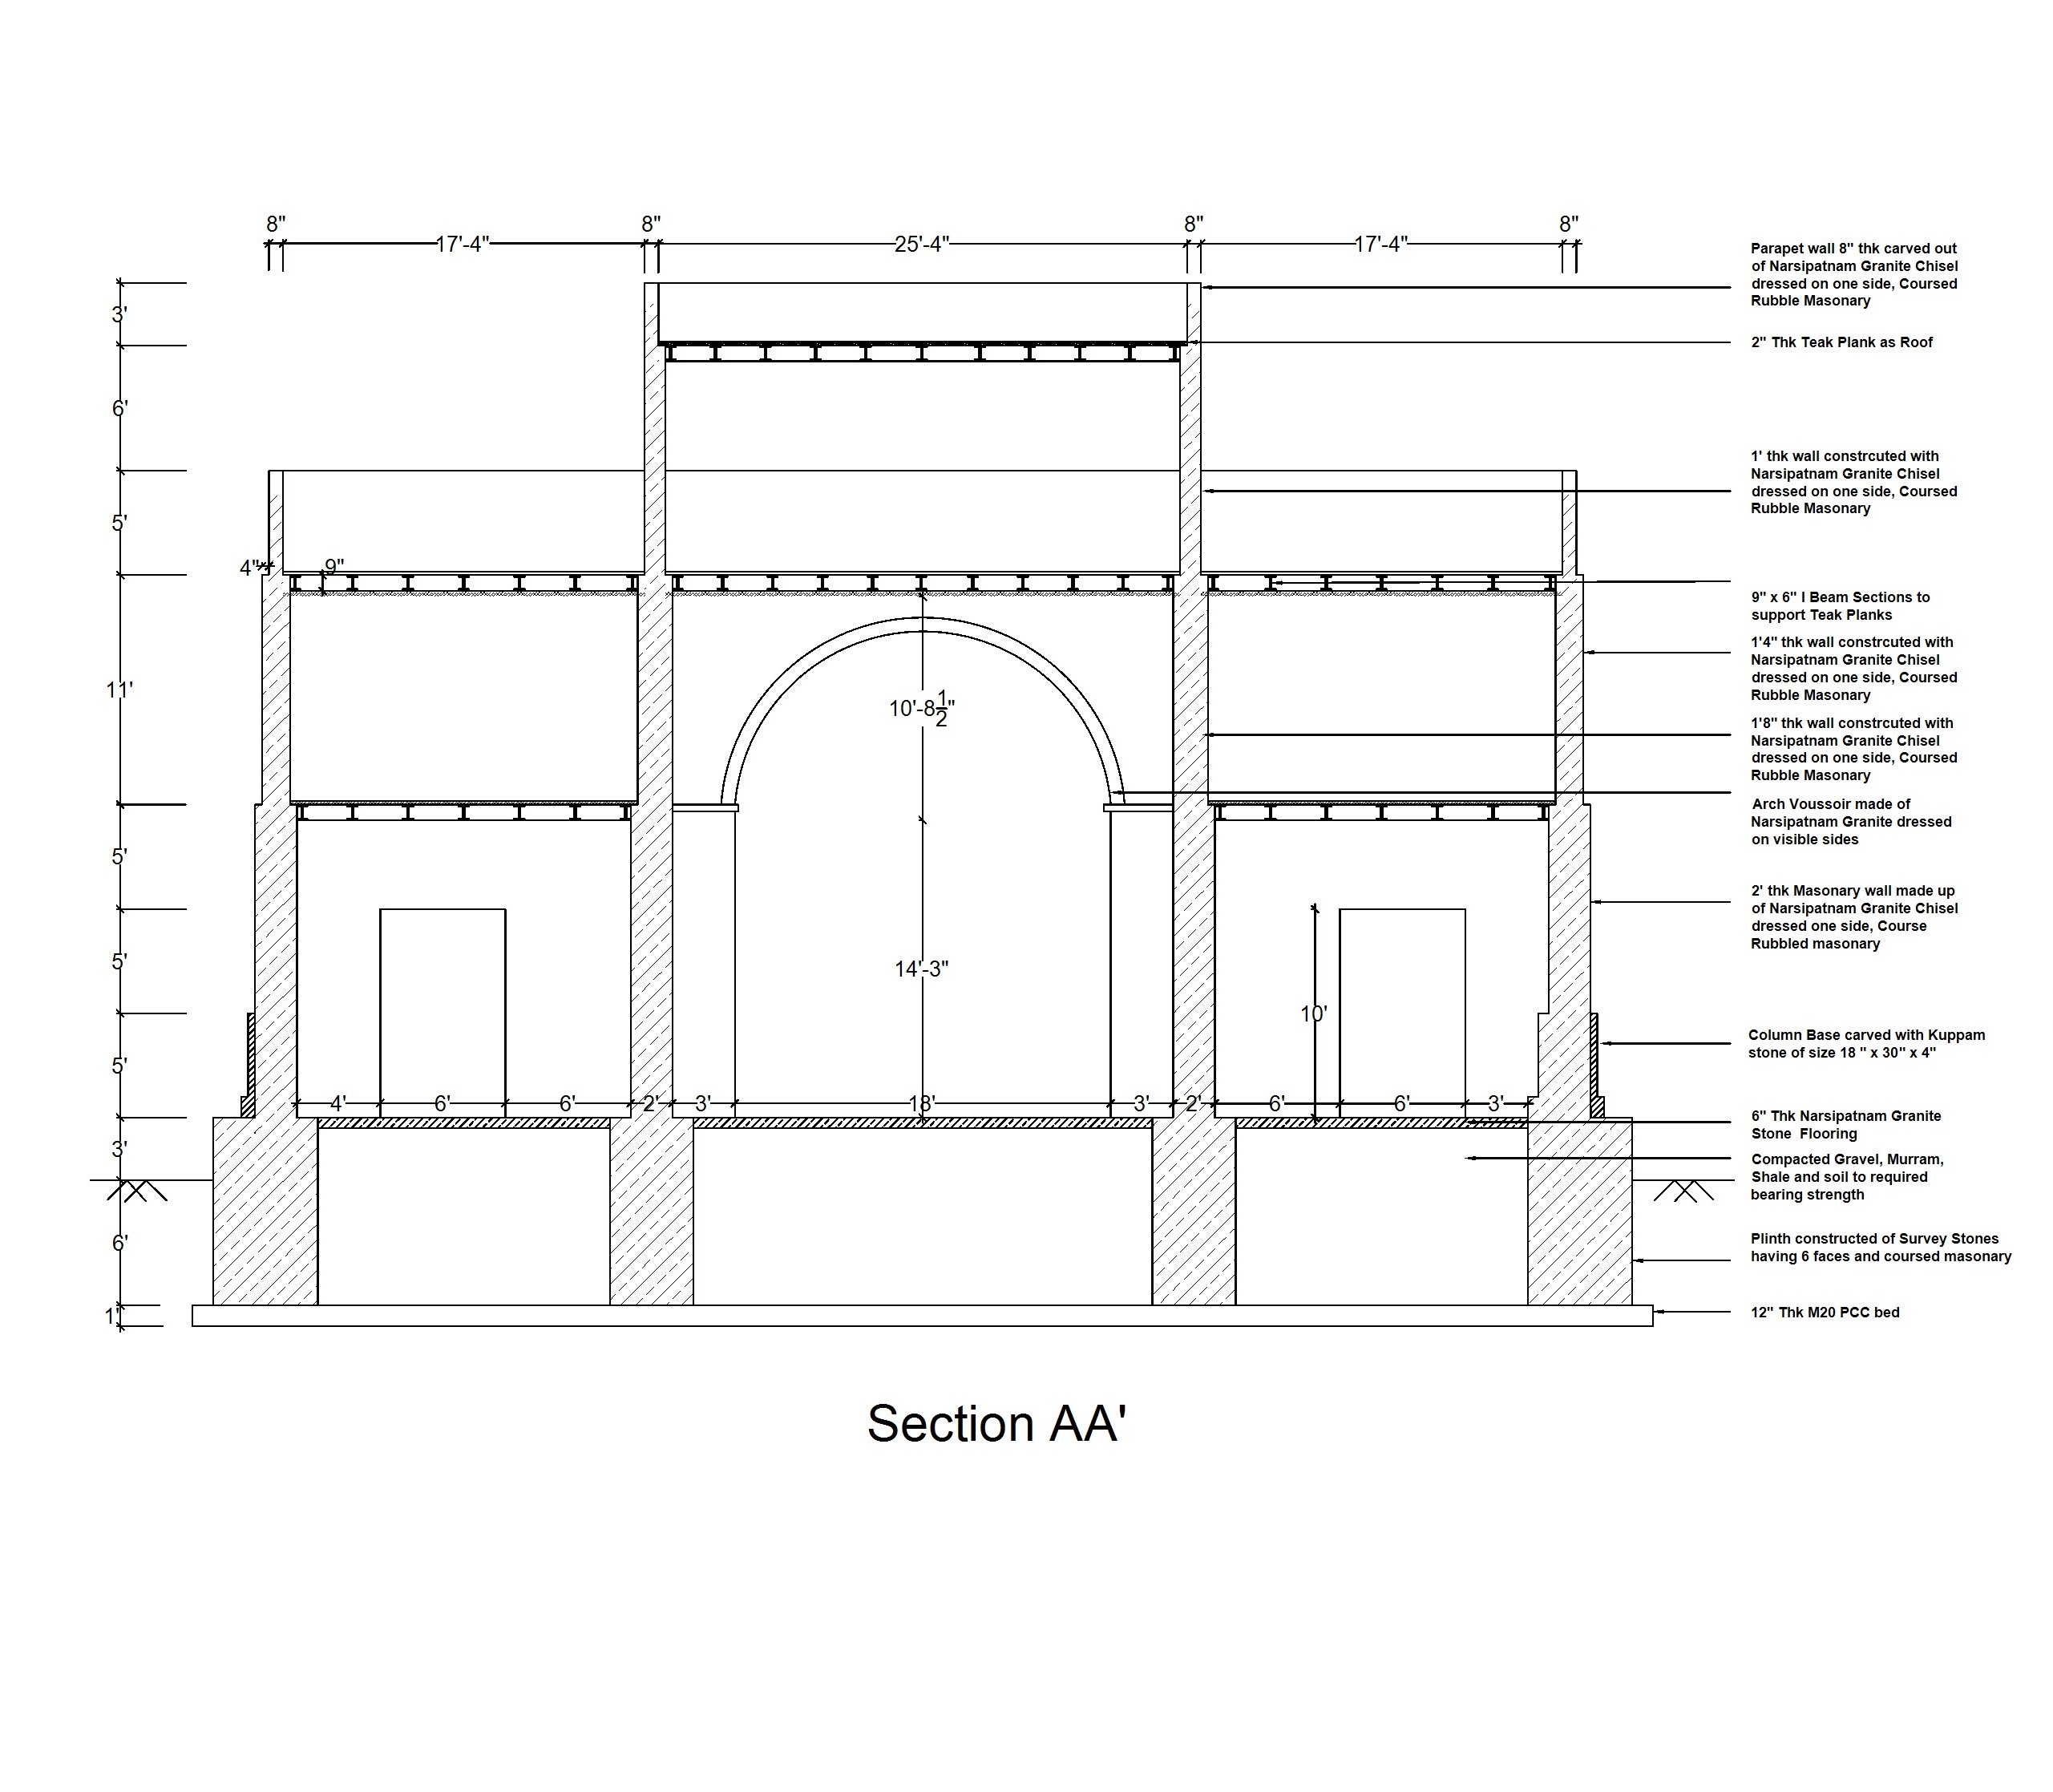 8" 8" 8" 8"
17'-4" 25'-4" 17'-4"
Parapet wall 8" thk carved out
of Narsipatnam Granite Chisel
dressed on one side, Coursed
Rubble Masonary
3'
2" Thk Teak Plank as Roof
6'
1' thk wall constrcuted with
Narsipatnam Granite Chisel
dressed on one side, Coursed
Rubble Masonary
5'
4" 9"
9" x 6" I Beam Sections to
support Teak Planks
1'4" thk wall constrcuted with
Narsipatnam Granite Chisel
dressed on one side, Coursed
Rubble Masonary
11'
10'-8 1/2"
1'8" thk wall constrcuted with
Narsipatnam Granite Chisel
dressed on one side, Coursed
Rubble Masonary
Arch Voussoir made of
Narsipatnam Granite dressed
on visible sides
5'
2' thk Masonary wall made up
of Narsipatnam Granite Chisel
dressed one side, Course
Rubbled masonary
5'
14'-3"
10'
Column Base carved with Kuppam
stone of size 18 " x 30" x 4"
5'
4' 6' 6' 2' 3' 18' 3' 2' 6' 6' 3'
6" Thk Narsipatnam Granite
Stone Flooring
3'
Compacted Gravel, Murram,
Shale and soil to required
bearing strength
6'
Plinth constructed of Survey Stones
having 6 faces and coursed masonary
1'
12" Thk M20 PCC bed
Section AA'